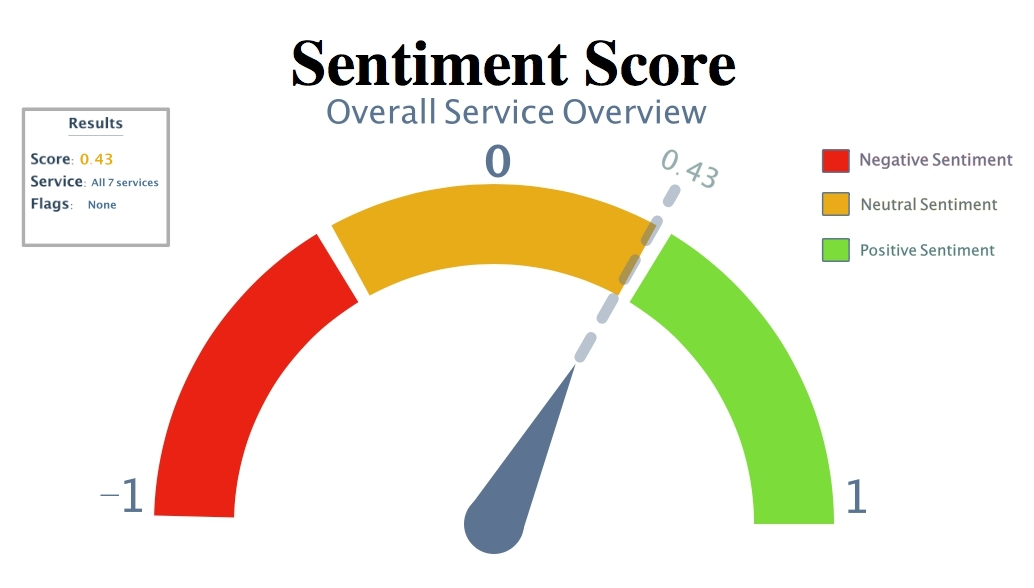 Sentiment Score
Overall Service Overview
Results
Score: 0.43
Service: All 7 services
Flags: None
0
0.43
Negative Sentiment
Neutral Sentiment
Positive Sentiment
−1
1